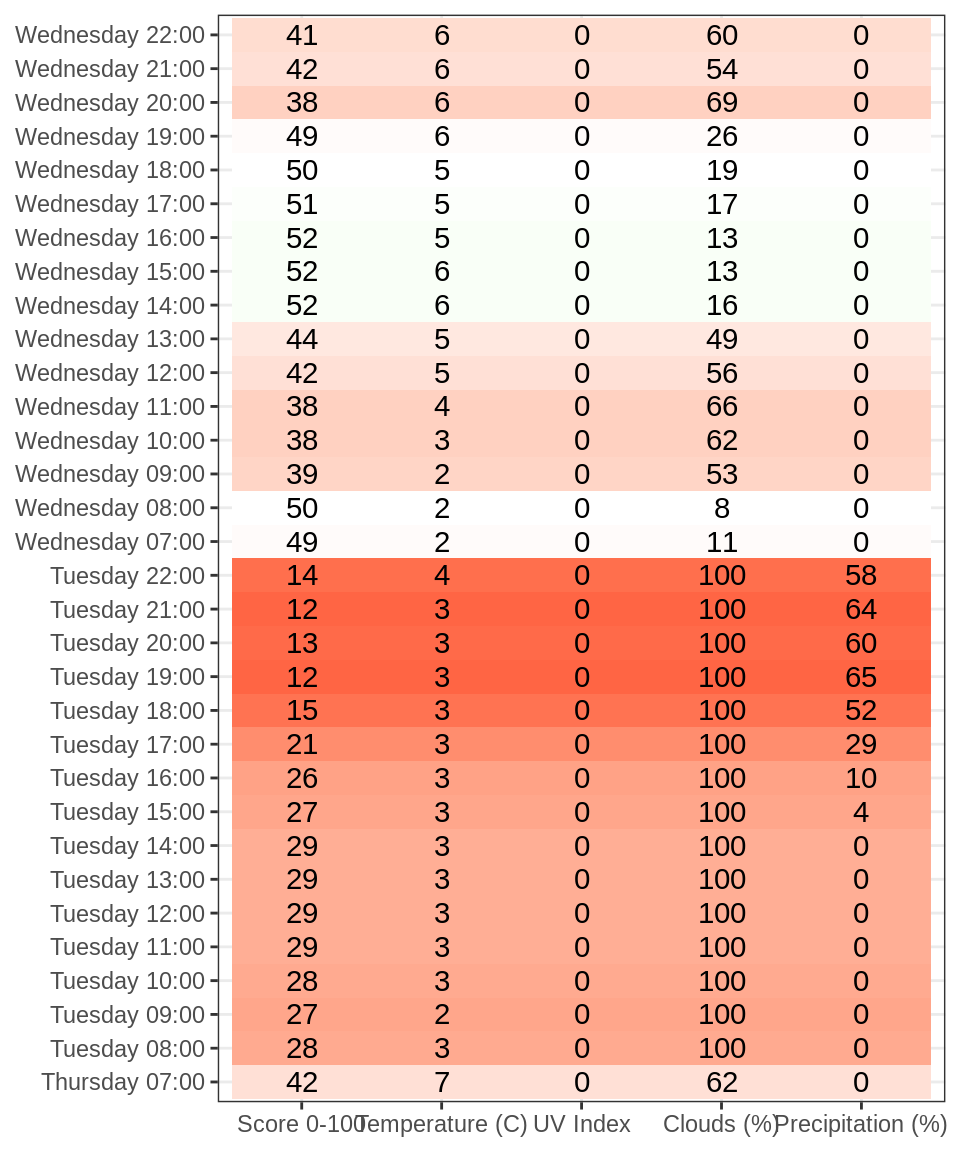 Wednesday 22:00 41 6 0 60 0
Wednesday 21:00 42 6 0 54 0
Wednesday 20:00 38 6 0 69 0
Wednesday 19:00 49 6 0 26 0
Wednesday 18:00 50 5 0 19 0
Wednesday 17:00 51 5 0 17 0
Wednesday 16:00 52 5 0 13 0
Wednesday 15:00 52 6 0 13 0
Wednesday 14:00 52 6 0 16 0
Wednesday 13:00 44 5 0 49 0
Wednesday 12:00 42 5 0 56 0
Wednesday 11:00 38 4 0 66 0
Wednesday 10:00 38 3 0 62 0
Wednesday 09:00 39 2 0 53 0
Wednesday 08:00 50 2 0 8 0
Wednesday 07:00 49 2 0 11 0
Tuesday 22:00 14 4 0 100 58
Tuesday 21:00 12 3 0 100 64
Tuesday 20:00 13 3 0 100 60
Tuesday 19:00 12 3 0 100 65
Tuesday 18:00 15 3 0 100 52
Tuesday 17:00 21 3 0 100 29
Tuesday 16:00 26 3 0 100 10
Tuesday 15:00 27 3 0 100 4
Tuesday 14:00 29 3 0 100 0
Tuesday 13:00 29 3 0 100 0
Tuesday 12:00 29 3 0 100 0
Tuesday 11:00 29 3 0 100 0
Tuesday 10:00 28 3 0 100 0
Tuesday 09:00 27 2 0 100 0
Tuesday 08:00 28 3 0 100 0
Thursday 07:00 42 7 0 62 0
Score 0-100 Temperature (C) UV Index Clouds (%) Precipitation (%)